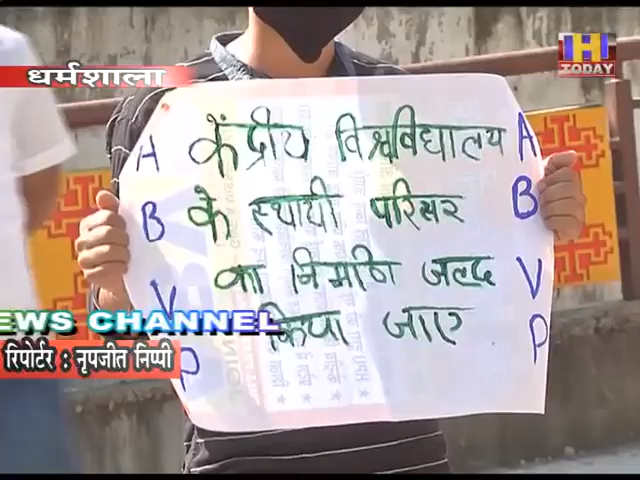 H
TODAY
धर्मशाला
केंद्रीय विश्वविद्यालय
के स्थायी परिसर
का निर्माण जल्द
किया जाए
A
B
V
P
A
B
V
P
EWS CHANNEL
रिपोर्टर : नृपजीत निप्पी